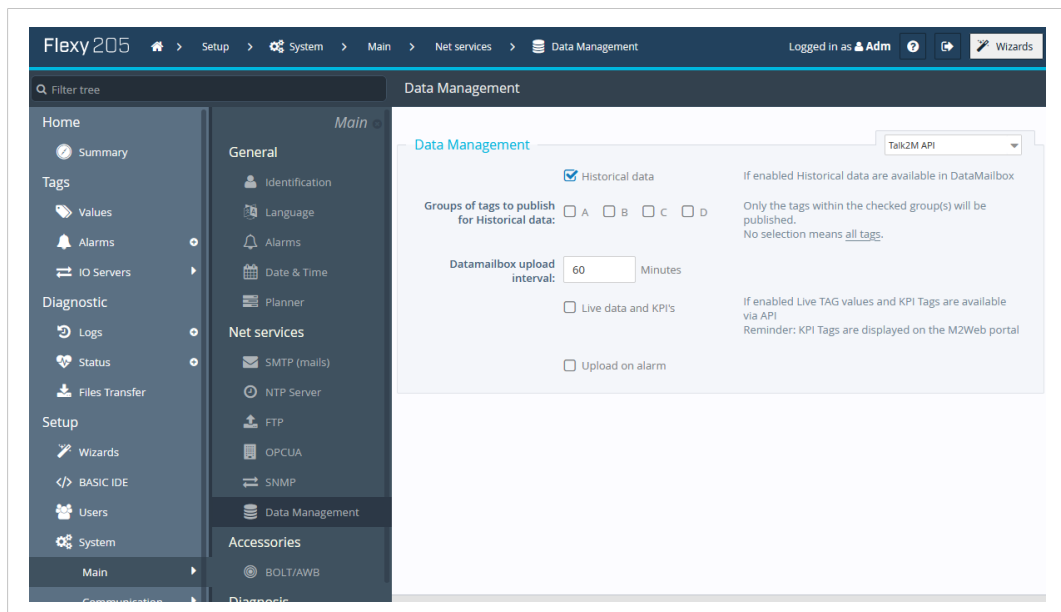 Flexy 205 > Setup > System > Main > Net services > Data Management Logged in as Adm Wizards
Filter tree
Data Management
Home
Summary
Tags
Values
Alarms
IO Servers
Diagnostic
Logs
Status
Files Transfer
Setup
Wizards
</> BASIC IDE
Users
System
Main
Communication
Main
General
Identification
Language
Alarms
Date & Time
Planner
Net services
SMTP (mails)
NTP Server
FTP
OPCUA
SNMP
Data Management
Accessories
BOLT/AWB
Diagnosis
Data Management
Talk2M API
Historical data
If enabled Historical data are available in DataMailbox
Groups of tags to publish
for Historical data:
A B C D
Only the tags within the checked group(s) will be
published.
No selection means all tags.
Datamailbox upload
interval:
60 Minutes
Live data and KPI's
If enabled Live TAG values and KPI Tags are available
via API
Reminder: KPI Tags are displayed on the M2Web portal
Upload on alarm